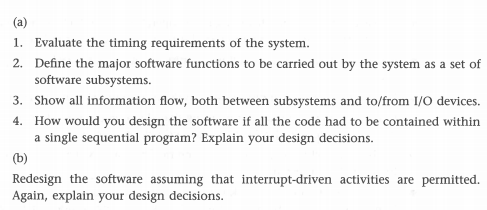 (a)
1. Evaluate the timing requirements of the system.
2. Define the major software functions to be carried out by the system as a set of
software subsystems.
3. Show all information flow, both between subsystems and to/from I/O devices.
4. How would you design the software if all the code had to be contained within
a single sequential program? Explain your design decisions.
(b)
Redesign the software assuming that interrupt-driven activities are permitted.
Again, explain your design decisions.